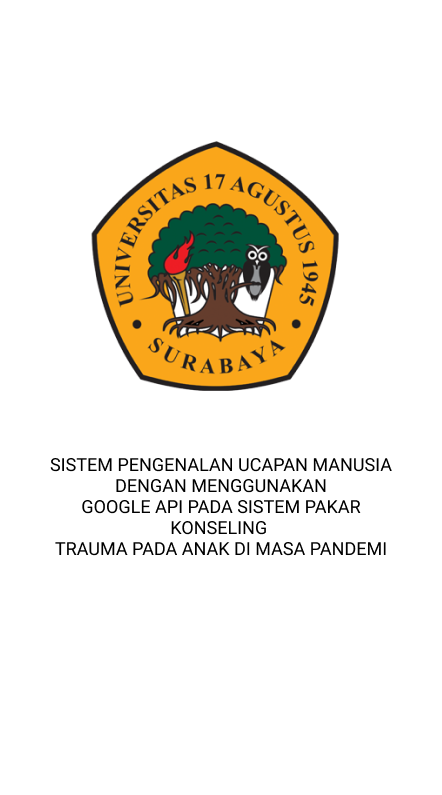 UNIVERSITAS 17 AGUSTUS 1945
SURABAYA
SISTEM PENGENALAN UCAPAN MANUSIA
DENGAN MENGGUNAKAN
GOOGLE API PADA SISTEM PAKAR
KONSELING
TRAUMA PADA ANAK DI MASA PANDEMI